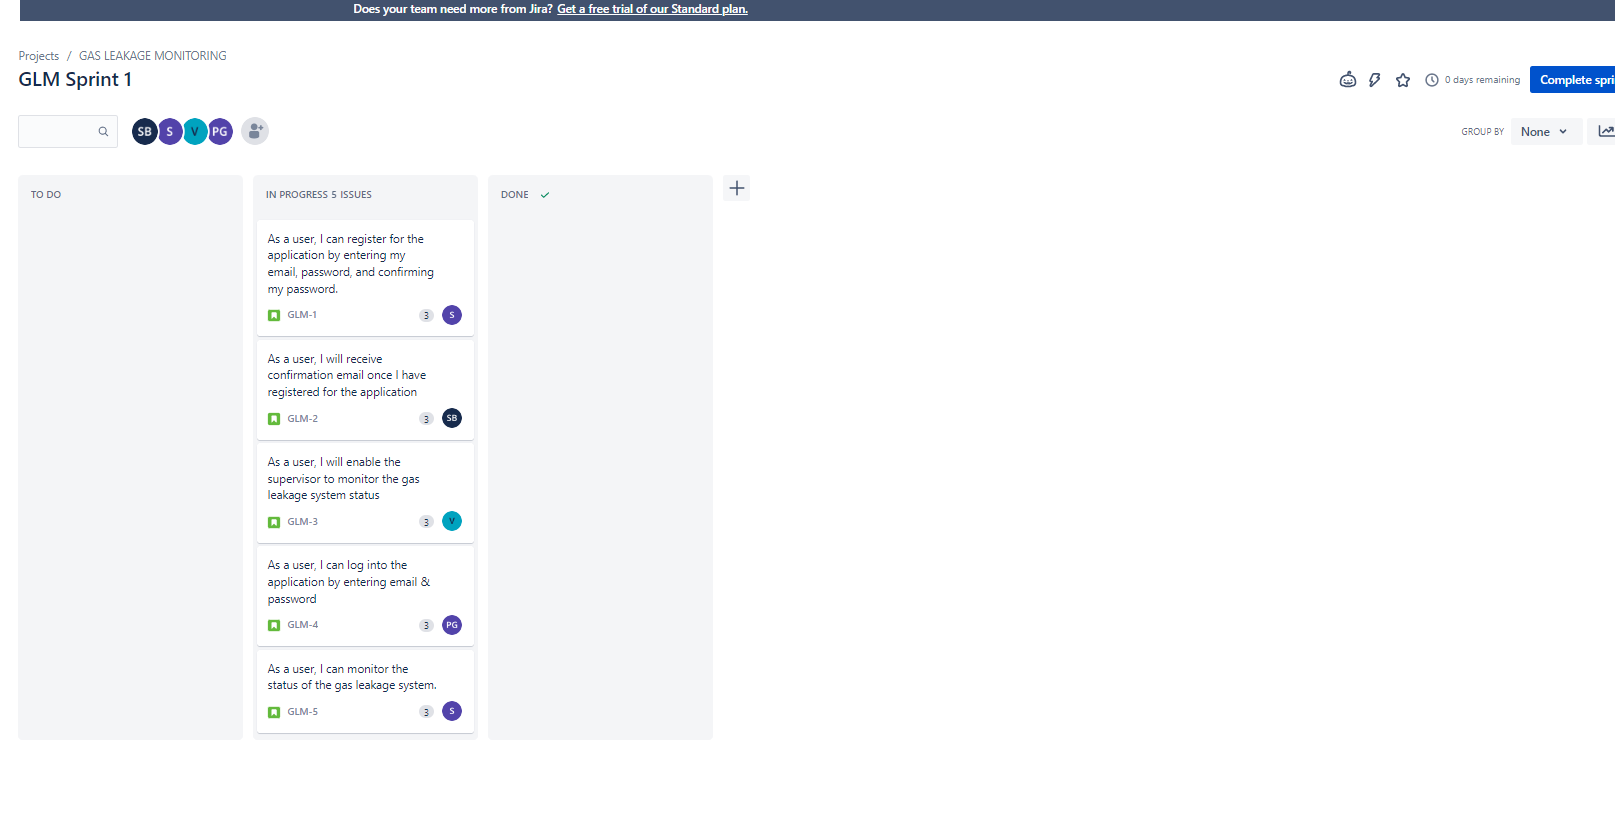 Does your team need more from Jira? Get a free trial of our Standard plan.
Projects / GAS LEAKAGE MONITORING
GLM Sprint 1
0 days remaining
Complete spri
SB S V PG
GROUP BY None
TO DO
IN PROGRESS 5 ISSUES
As a user, I can register for the
application by entering my
email, password, and confirming
my password.
GLM-1 3 S
As a user, I will receive
confirmation email once I have
registered for the application
GLM-2 3 SB
As a user, I will enable the
supervisor to monitor the gas
leakage system status
GLM-3 3 V
As a user, I can log into the
application by entering email &
password
GLM-4 3 PG
As a user, I can monitor the
status of the gas leakage system.
GLM-5 3 S
DONE